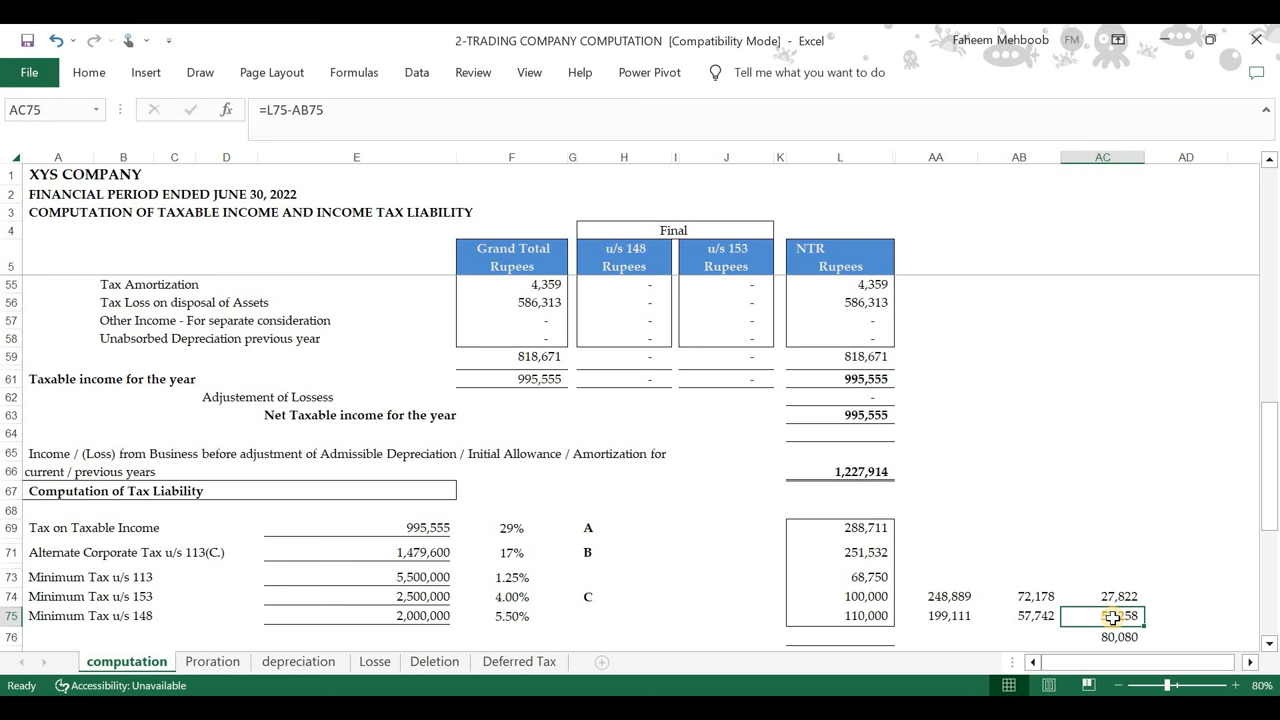 2-TRADING COMPANY COMPUTATION [Compatibility Mode] - Excel
Faheem Mehboob FM
File Home Insert Draw Page Layout Formulas Data Review View Help Power Pivot Tell me what you want to do
AC75 fx =L75-AB75
A B C D E F G H I J K L AA AB AC AD
1 XYS COMPANY
2 FINANCIAL PERIOD ENDED JUNE 30, 2022
3 COMPUTATION OF TAXABLE INCOME AND INCOME TAX LIABILITY
4 Final
Grand Total u/s 148 u/s 153 NTR
5 Rupees Rupees Rupees Rupees
55 Tax Amortization 4,359 - - 4,359
56 Tax Loss on disposal of Assets 586,313 - - 586,313
57 Other Income - For separate consideration - - - -
58 Unabsorbed Depreciation previous year - - - -
59 818,671 - - 818,671
61 Taxable income for the year 995,555 - - 995,555
62 Adjustement of Lossess -
63 Net Taxable income for the year 995,555
64
65 Income / (Loss) from Business before adjustment of Admissible Depreciation / Initial Allowance / Amortization for
66 current / previous years 1,227,914
67 Computation of Tax Liability
68
69 Tax on Taxable Income 995,555 29% A 288,711
71 Alternate Corporate Tax u/s 113(C.) 1,479,600 17% B 251,532
73 Minimum Tax u/s 113 5,500,000 1.25% 68,750
74 Minimum Tax u/s 153 2,500,000 4.00% C 100,000 248,889 72,178 27,822
75 Minimum Tax u/s 148 2,000,000 5.50% 110,000 199,111 57,742
76 80,080
computation Proration depreciation Losse Deletion Deferred Tax
Ready Accessibility: Unavailable 80%